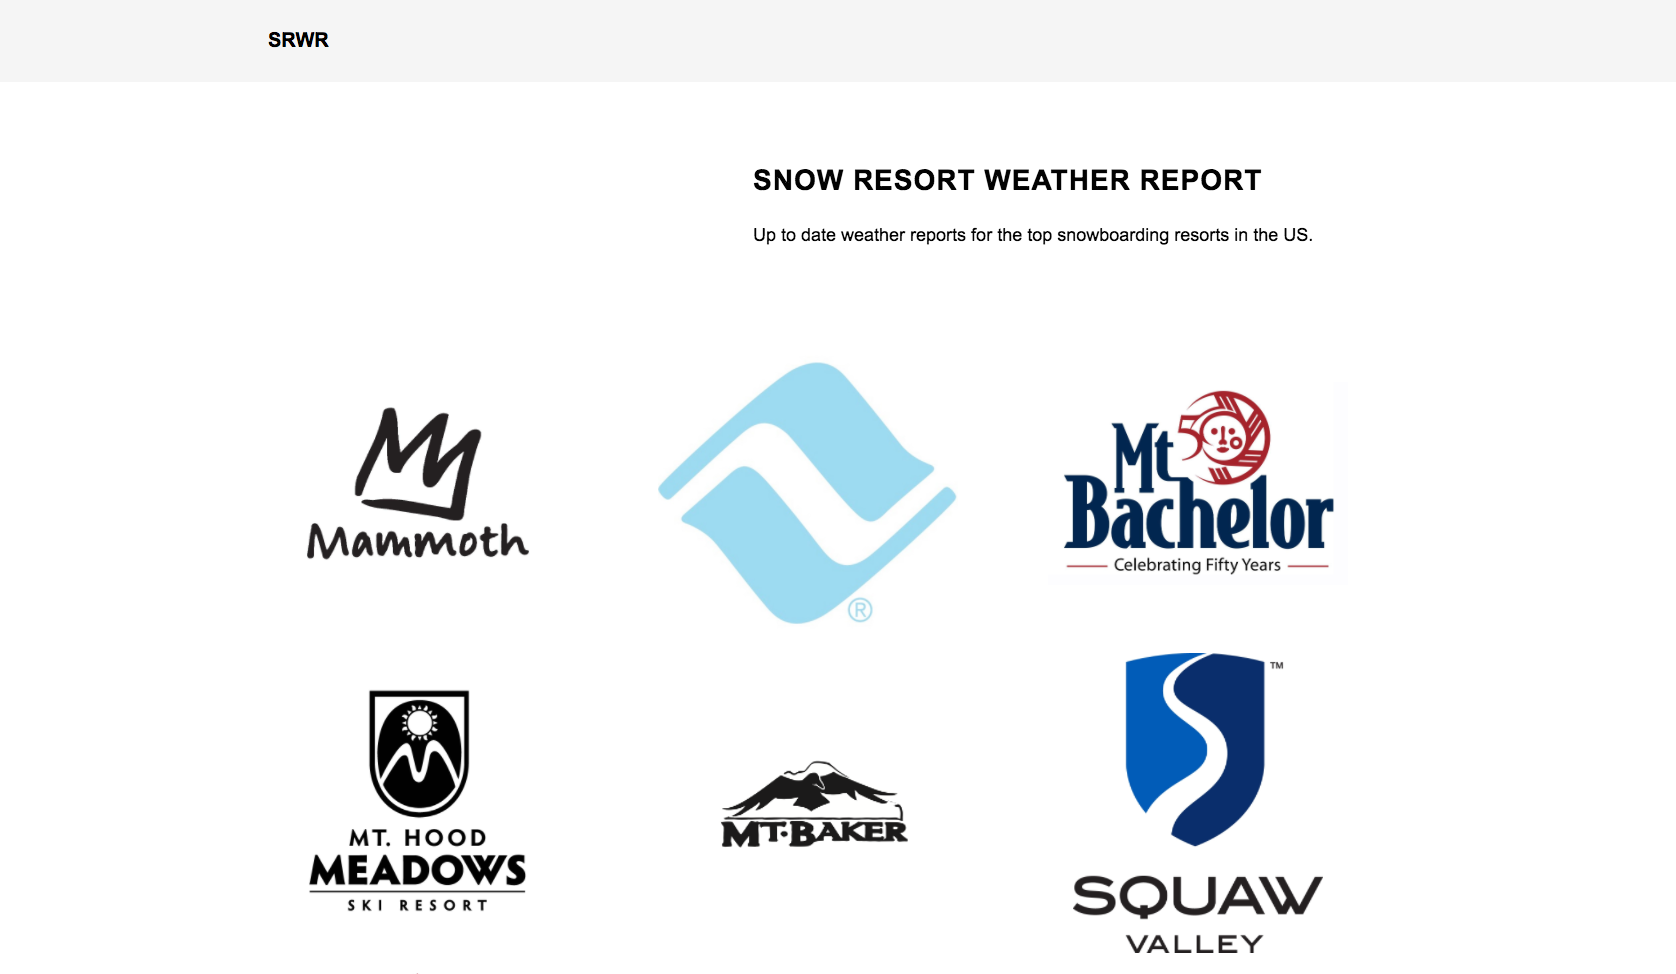 SRWR
SNOW RESORT WEATHER REPORT
Up to date weather reports for the top snowboarding resorts in the US.
Mammoth
®
Mt 50
Bachelor
Celebrating Fifty Years
MT. HOOD
MEADOWS
SKI RESORT
MT. BAKER
TM
SQUAW
VALLEY